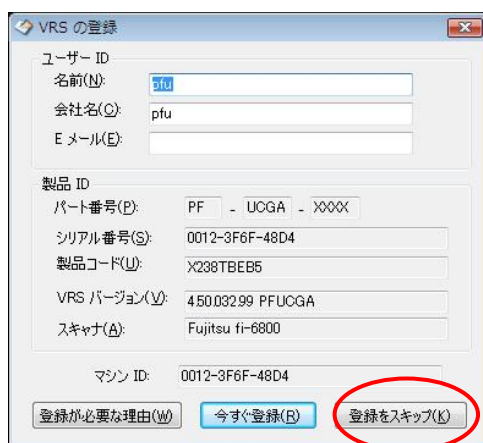 VRS の登録
ユーザー ID
名前(N): pfu
会社名(C): pfu
E メール(E):
製品 ID
パート番号(P): PF - UCGA - XXXX
シリアル番号(S): 0012-3F6F-48D4
製品コード(U): X238TBEB5
VRS バージョン(V): 4.50.032.99 PFUCGA
スキャナ(A): Fujitsu fi-6800
マシン ID: 0012-3F6F-48D4
登録が必要な理由(W) 今すぐ登録(R) 登録をスキップ(K)